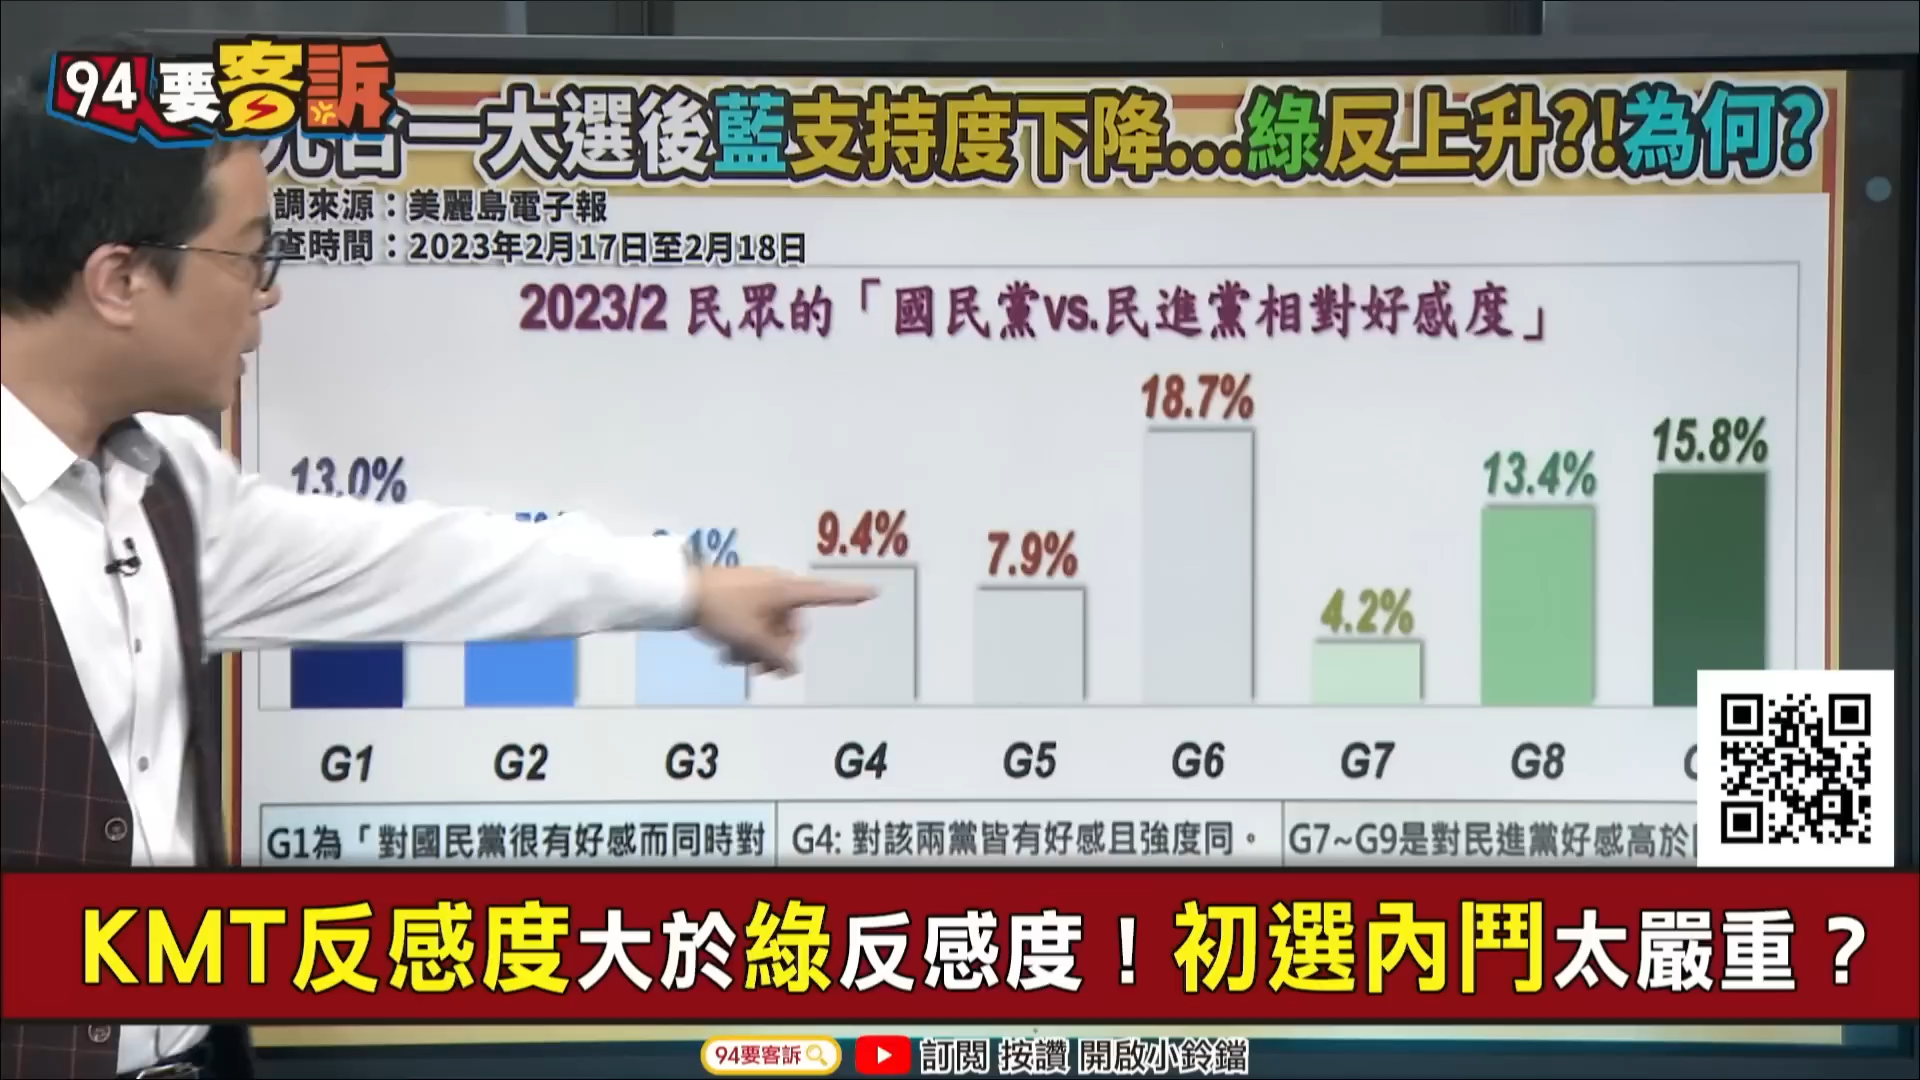 94要客訴
一大選後藍支持度下降...綠反上升?!為何?
調來源：美麗島電子報
查時間：2023年2月17日至2月18日
2023/2 民眾的「國民黨vs.民進黨相對好感度」
13.0%
1%
9.4%
7.9%
18.7%
4.2%
13.4%
15.8%
G1 G2 G3 G4 G5 G6 G7 G8
G1為「對國民黨很有好感而同時對
G4: 對該兩黨皆有好感且強度同。
G7~G9是對民進黨好感高於
KMT反感度大於綠反感度！初選內鬥太嚴重？
94要客訴 訂閱 按讚 開啟小鈴鐺